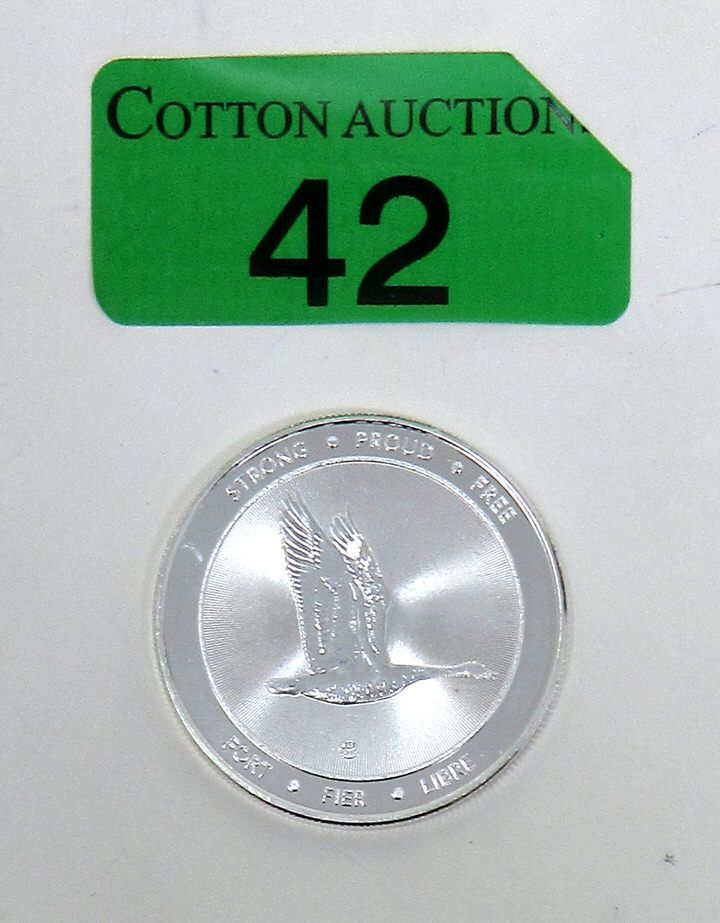 COTTON AUCTION
42
STRONG • PROUD • FREE
FORT • FIER • LIBRE